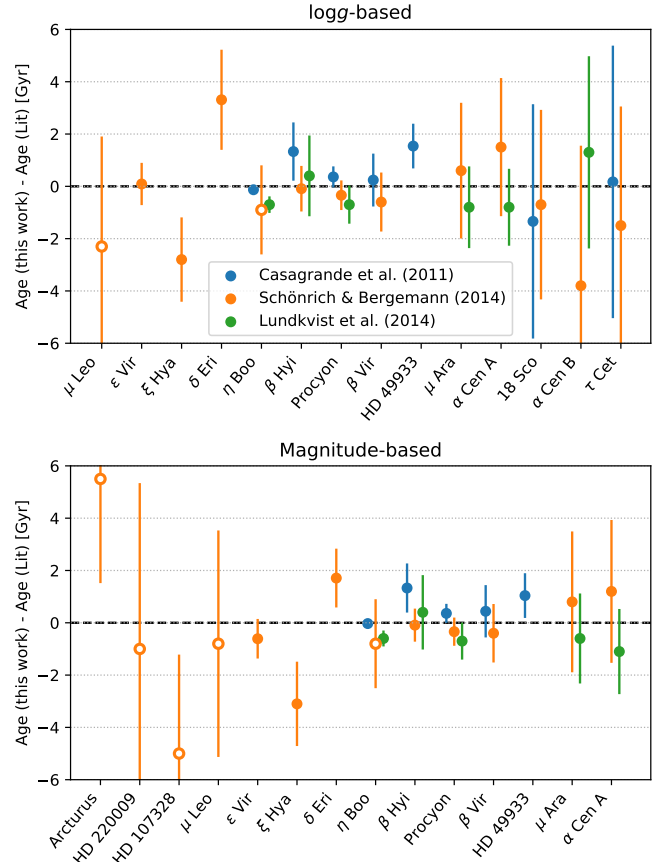 logg-based
Age (this work) - Age (Lit) [Gyr]
6
4
2
0
−2
−4
−6
Casagrande et al. (2011)
Schönrich & Bergemann (2014)
Lundkvist et al. (2014)
μ Leo
ε Vir
ξ Hya
δ Eri
η Boo
β Hyi
Procyon
β Vir
HD 49933
μ Ara
α Cen A
18 Sco
α Cen B
τ Cet
Magnitude-based
Age (this work) - Age (Lit) [Gyr]
6
4
2
0
−2
−4
−6
Arcturus
HD 220009
HD 107328
μ Leo
ε Vir
ξ Hya
δ Eri
η Boo
β Hyi
Procyon
β Vir
HD 49933
μ Ara
α Cen A